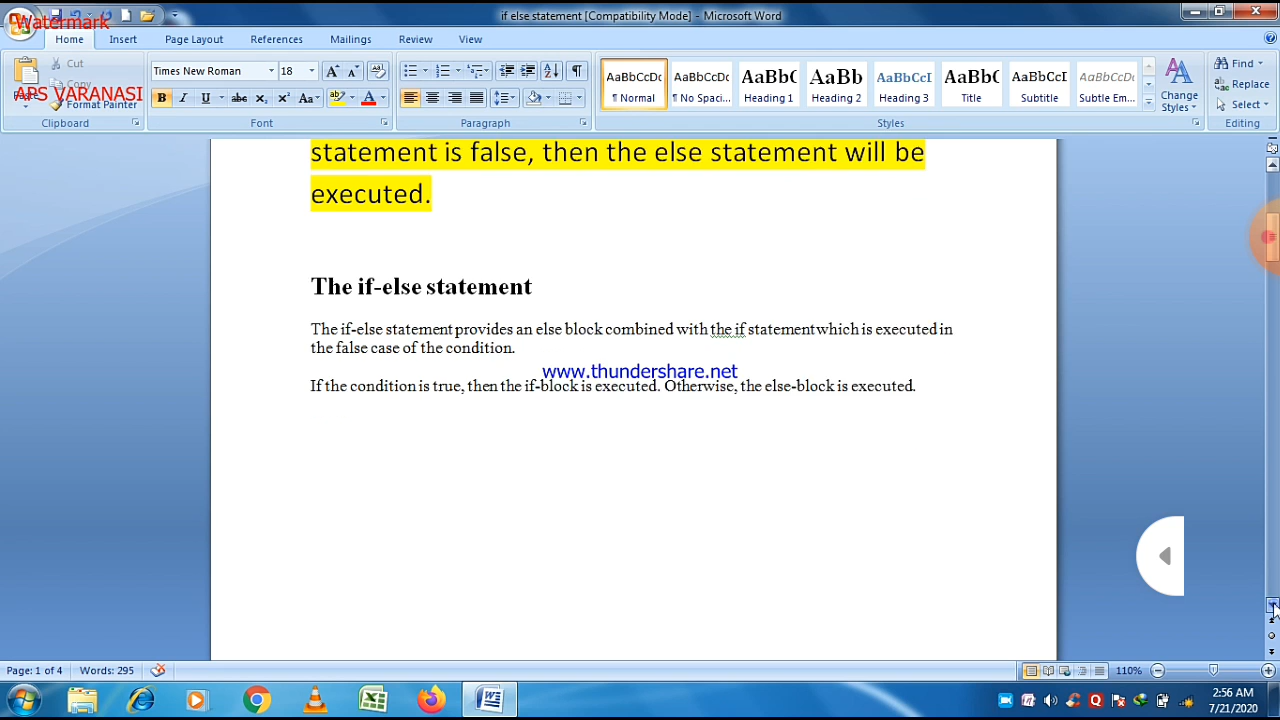 if else statement [Compatibility Mode] - Microsoft Word
Watermark
Home Insert Page Layout References Mailings Review View
Cut
Copy
APS VARANASI
Paste
Format Painter
Clipboard
Times New Roman 18
Font
Paragraph
AaBbCcDc AaBbCcDc AaBbC AaBb AaBbCcI AaBbC AaBbCcI AaBbCcDc
¶ Normal ¶ No Spaci... Heading 1 Heading 2 Heading 3 Title Subtitle Subtle Em...
Change Styles
Styles
Find
Replace
Select
Editing
statement is false, then the else statement will be
executed.
The if-else statement
The if-else statement provides an else block combined with the if statement which is executed in
the false case of the condition.
www.thundershare.net
If the condition is true, then the if-block is executed. Otherwise, the else-block is executed.
Page: 1 of 4 Words: 295
110%
2:56 AM
7/21/2020